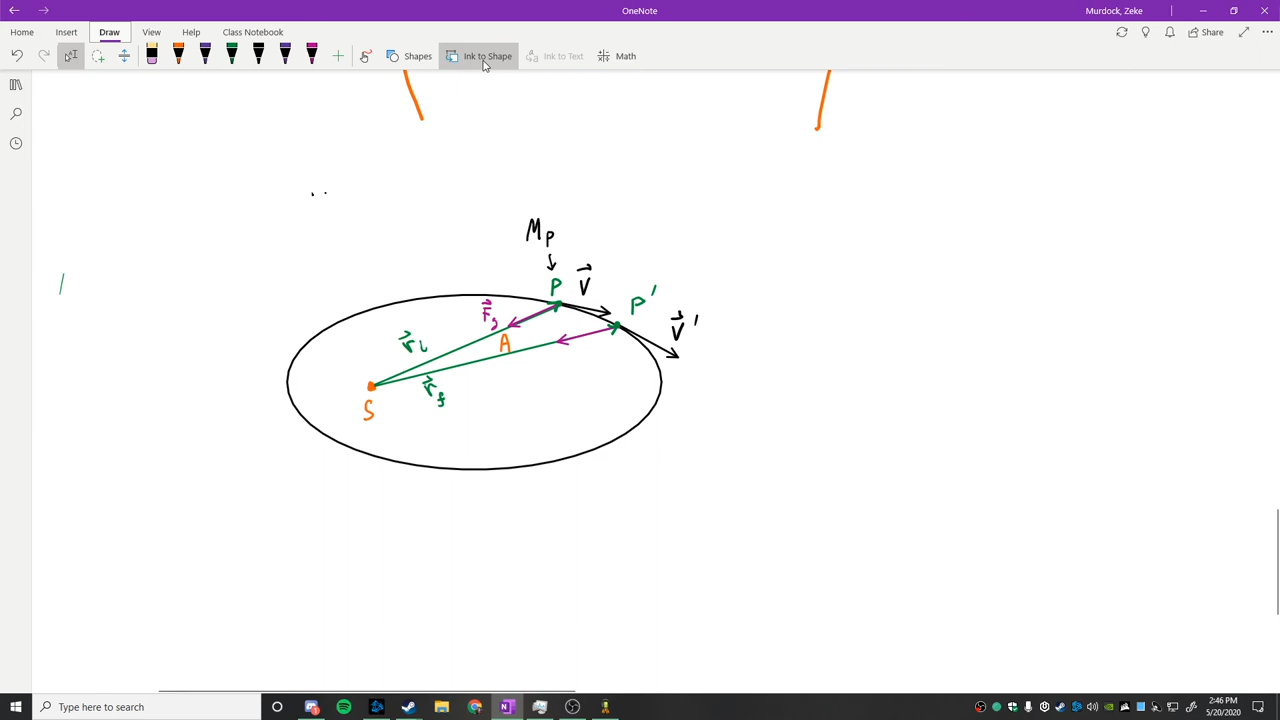 OneNote
Murdock, Zeke
Home Insert Draw View Help Class Notebook
Share
Shapes Ink to Shape Ink to Text Math
Mp
P V⃗
P'
V⃗'
F⃗g
r⃗i
A
r⃗f
S
Type here to search
2:46 PM
5/20/2020